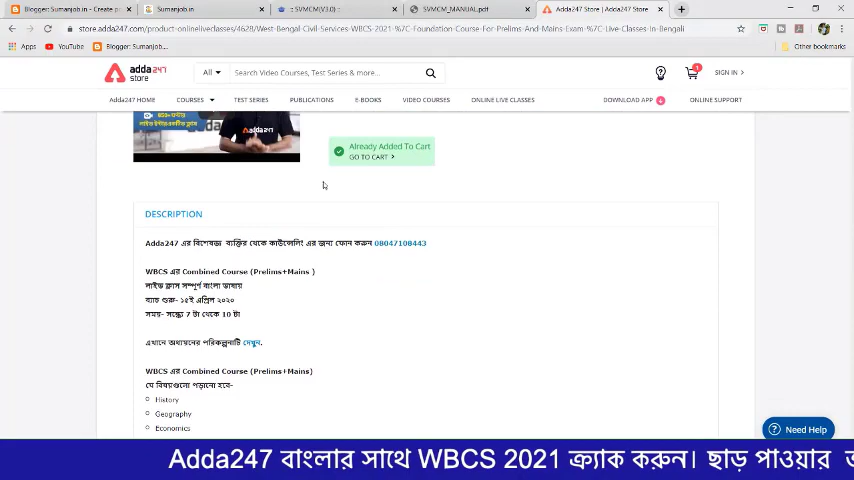 Blogger: Sumanjob.in - Create p
Sumanjob.in
:: SVMCM(V3.0) ::
SVMCM_MANUAL.pdf
Adda247 Store | Adda247 Store
store.adda247.com/product-onlineliveclasses/4628/West-Bengal-Civil-Services-WBCS-2021-%7C-Foundation-Course-For-Prelims-And-Mains-Exam-%7C-Live-Classes-In-Bengali
Apps
YouTube
Blogger: Sumanjob....
Other bookmarks
adda247
store
All
Search Video Courses, Test Series & more...
1
SIGN IN
Adda247 HOME
COURSES
TEST SERIES
PUBLICATIONS
E-BOOKS
VIDEO COURSES
ONLINE LIVE CLASSES
DOWNLOAD APP
ONLINE SUPPORT
লাইভ ইন্টারেক্টিভ ক্লাস
Adda247
Already Added To Cart
GO TO CART
DESCRIPTION
Adda247 এর বিশেষজ্ঞ ব্যক্তির থেকে কাউন্সেলিং এর জন্য ফোন করুন 08047108443
WBCS এর Combined Course (Prelims+Mains )
লাইভ ক্লাস সম্পূর্ণ বাংলা ভাষায়
ব্যাচ শুরু- ১৫ই এপ্রিল ২০২০
সময়- সন্ধ্যে 7 টা থেকে 10 টা
এখানে অধ্যয়নের পরিকল্পনাটি দেখুন.
WBCS এর Combined Course (Prelims+Mains)
যে বিষয়গুলো পড়ানো হবে-
History
Geography
Economics
Need Help
Adda247 বাংলার সাথে WBCS 2021 ক্র্যাক করুন। ছাড় পাওয়ার